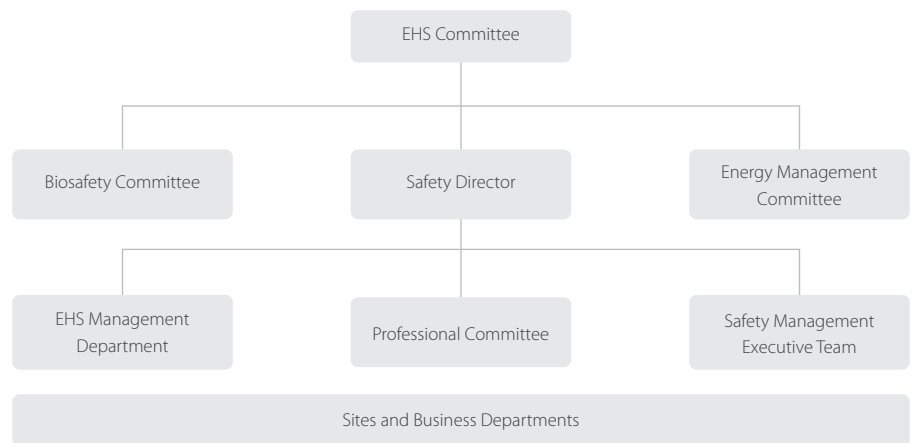 EHS Committee
Biosafety Committee
Safety Director
Energy Management
Committee
EHS Management
Department
Professional Committee
Safety Management
Executive Team
Sites and Business Departments